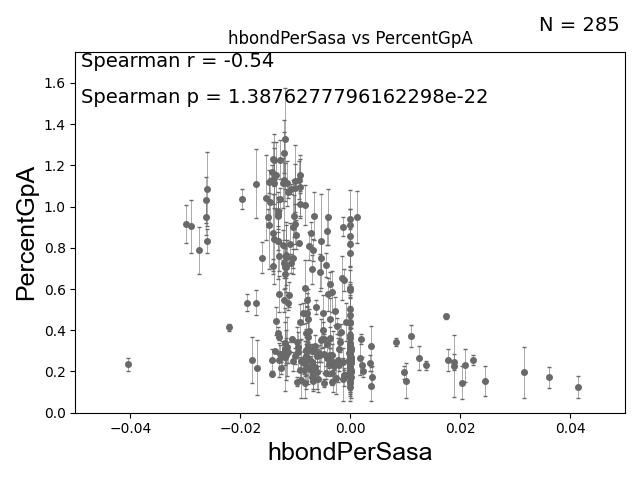 N = 285
hbondPerSasa vs PercentGpA
Spearman r = -0.54
Spearman p = 1.3876277796162298e-22
PercentGpA
1.6
1.4
1.2
1.0
0.8
0.6
0.4
0.2
0.0
−0.04 −0.02 0.00 0.02 0.04
hbondPerSasa